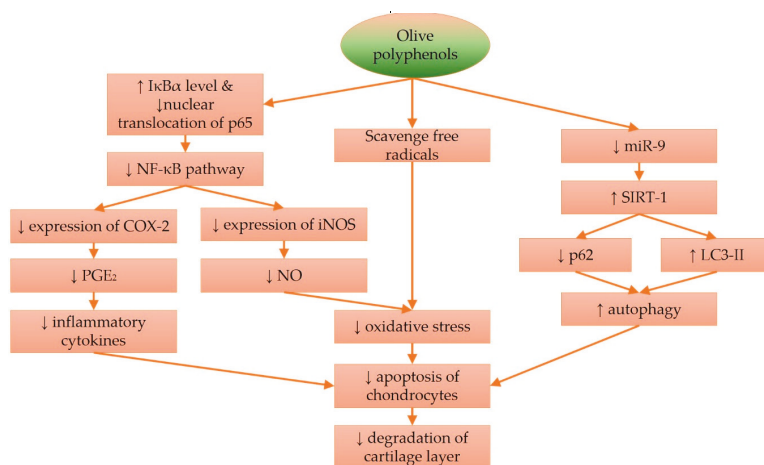 Olive
polyphenols
↑ IκBα level &
↓nuclear
translocation of p65
Scavenge free
radicals
↓ miR-9
↓ NF-κB pathway
↑ SIRT-1
↓ expression of COX-2
↓ expression of iNOS
↓ p62
↑ LC3-II
↓ PGE₂
↓ NO
↑ autophagy
↓ inflammatory
cytokines
↓ oxidative stress
↓ apoptosis of
chondrocytes
↓ degradation of
cartilage layer